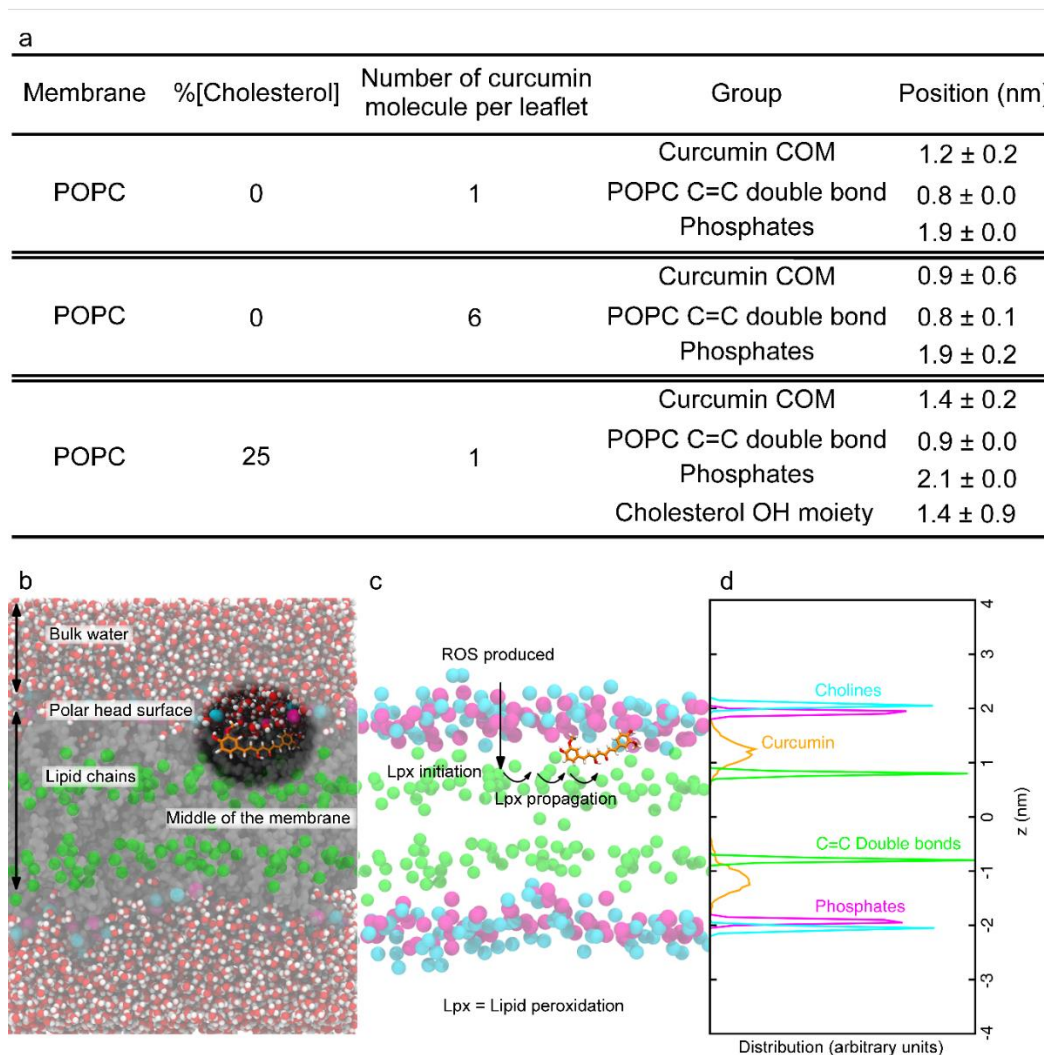 a
Membrane %[Cholesterol] Number of curcumin molecule per leaflet Group Position (nm)
POPC 0 1 Curcumin COM 1.2 ± 0.2
POPC C=C double bond 0.8 ± 0.0
Phosphates 1.9 ± 0.0
POPC 0 6 Curcumin COM 0.9 ± 0.6
POPC C=C double bond 0.8 ± 0.1
Phosphates 1.9 ± 0.2
POPC 25 1 Curcumin COM 1.4 ± 0.2
POPC C=C double bond 0.9 ± 0.0
Phosphates 2.1 ± 0.0
Cholesterol OH moiety 1.4 ± 0.9
b
Bulk water
Polar head surface
Lipid chains
Middle of the membrane
c
ROS produced
Lpx initiation
Lpx propagation
Lpx = Lipid peroxidation
d
Cholines
Curcumin
C=C Double bonds
Phosphates
4
3
2
1
0
-1
-2
-3
-4
z (nm)
Distribution (arbitrary units)